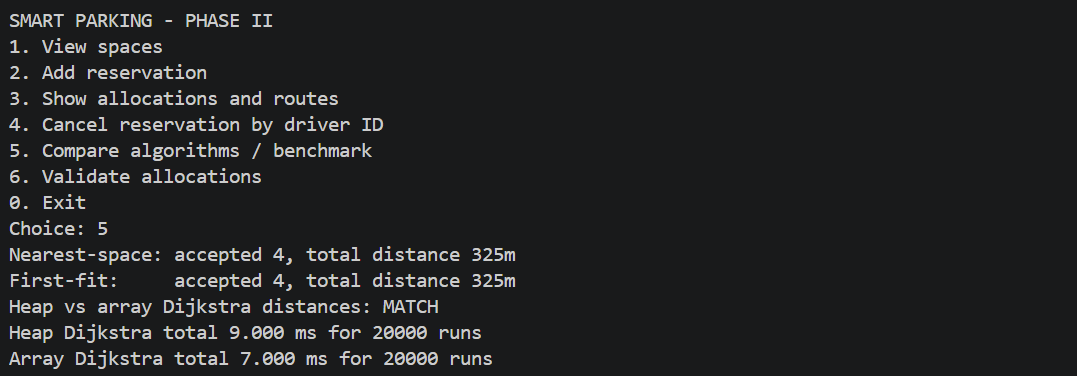 SMART PARKING - PHASE II
1. View spaces
2. Add reservation
3. Show allocations and routes
4. Cancel reservation by driver ID
5. Compare algorithms / benchmark
6. Validate allocations
0. Exit
Choice: 5
Nearest-space: accepted 4, total distance 325m
First-fit:     accepted 4, total distance 325m
Heap vs array Dijkstra distances: MATCH
Heap Dijkstra total 9.000 ms for 20000 runs
Array Dijkstra total 7.000 ms for 20000 runs